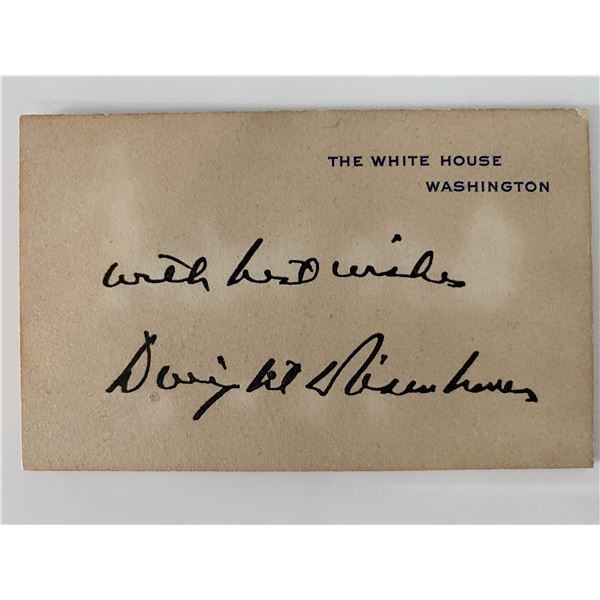 THE WHITE HOUSE
WASHINGTON
with best wishes
Dwight D Eisenhower